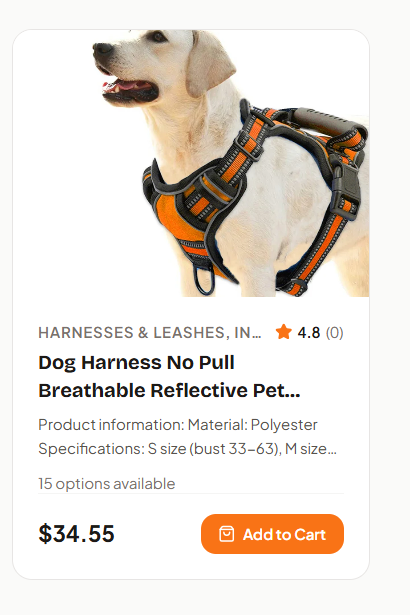 HARNESSES & LEASHES, IN... 4.8 (0)
Dog Harness No Pull
Breathable Reflective Pet...
Product information: Material: Polyester
Specifications: S size (bust 33-63), M size...
15 options available
$34.55 Add to Cart